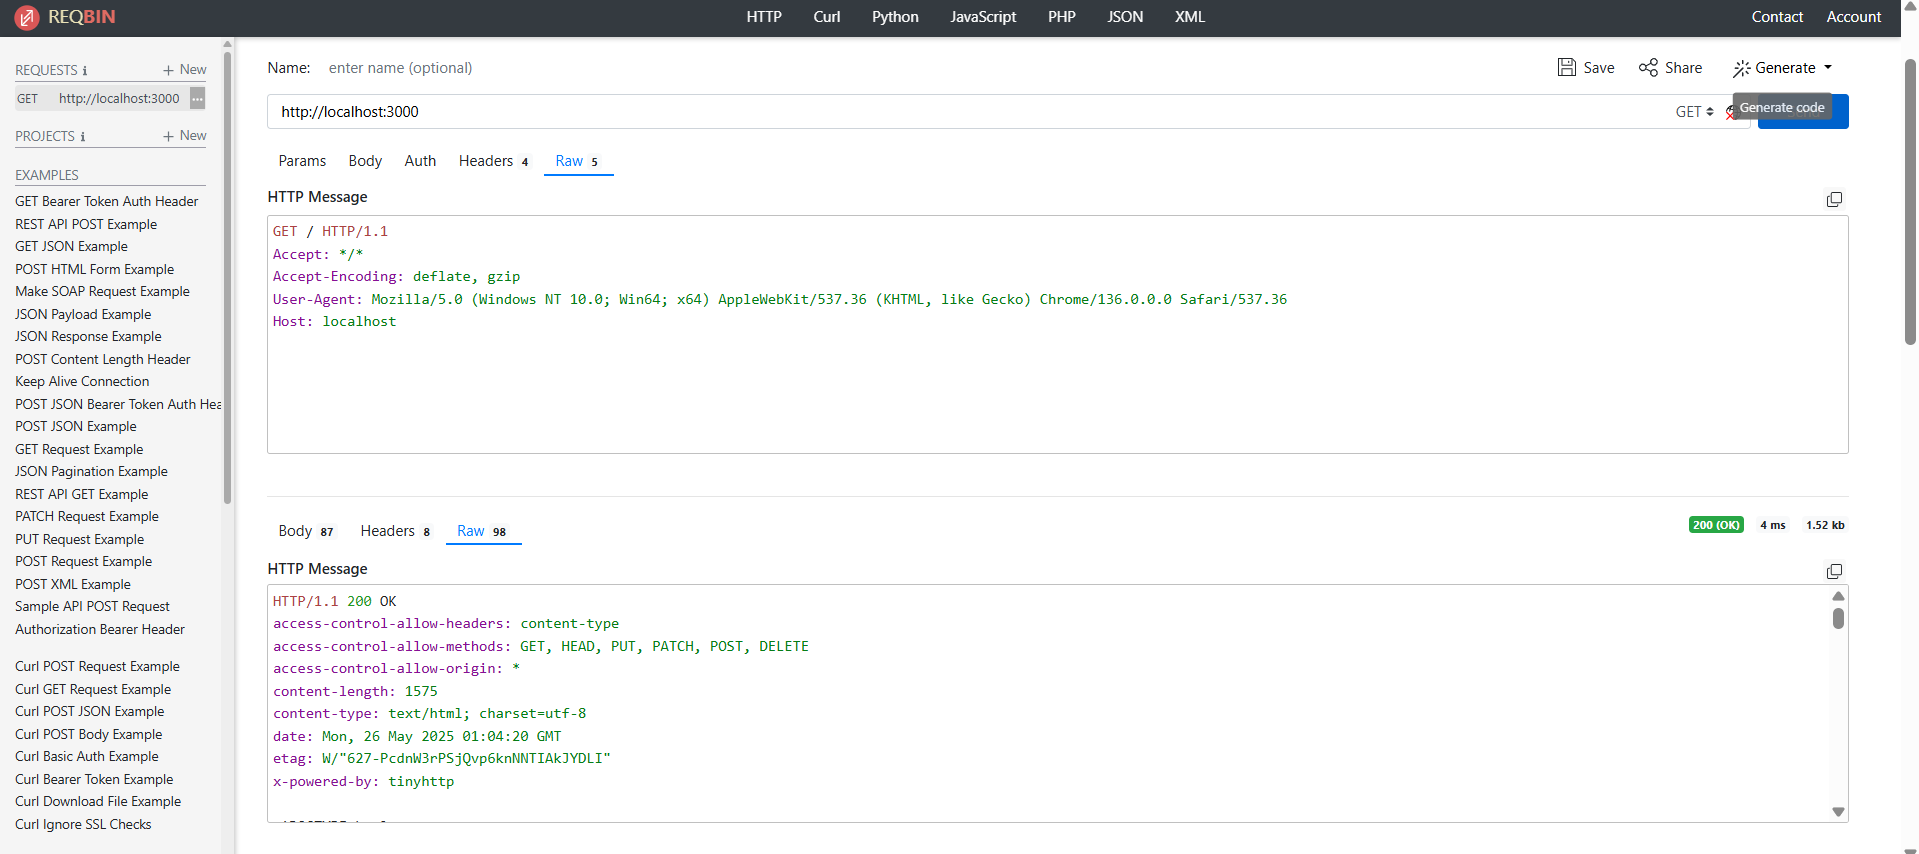 REQBIN
HTTP Curl Python JavaScript PHP JSON XML
Contact Account
REQUESTS + New
GET http://localhost:3000
PROJECTS + New
EXAMPLES
GET Bearer Token Auth Header
REST API POST Example
GET JSON Example
POST HTML Form Example
Make SOAP Request Example
JSON Payload Example
JSON Response Example
POST Content Length Header
Keep Alive Connection
POST JSON Bearer Token Auth Hea
POST JSON Example
GET Request Example
JSON Pagination Example
REST API GET Example
PATCH Request Example
PUT Request Example
POST Request Example
POST XML Example
Sample API POST Request
Authorization Bearer Header
Curl POST Request Example
Curl GET Request Example
Curl POST JSON Example
Curl POST Body Example
Curl Basic Auth Example
Curl Bearer Token Example
Curl Download File Example
Curl Ignore SSL Checks
Name: enter name (optional)
Save Share Generate
http://localhost:3000 GET
Generate code
Params Body Auth Headers 4 Raw 5
HTTP Message
GET / HTTP/1.1
Accept: */*
Accept-Encoding: deflate, gzip
User-Agent: Mozilla/5.0 (Windows NT 10.0; Win64; x64) AppleWebKit/537.36 (KHTML, like Gecko) Chrome/136.0.0.0 Safari/537.36
Host: localhost
Body 87 Headers 8 Raw 98
200 (OK) 4 ms 1.52 kb
HTTP Message
HTTP/1.1 200 OK
access-control-allow-headers: content-type
access-control-allow-methods: GET, HEAD, PUT, PATCH, POST, DELETE
access-control-allow-origin: *
content-length: 1575
content-type: text/html; charset=utf-8
date: Mon, 26 May 2025 01:04:20 GMT
etag: W/"627-PcdnW3rPSjQvp6knNNTIAkJYDLI"
x-powered-by: tinyhttp